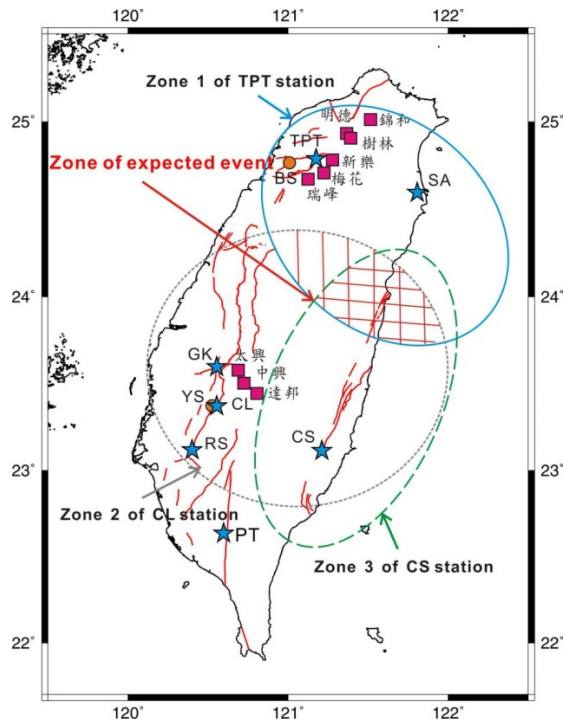 120° 121° 122°
Zone 1 of TPT station
25° 25°
明德
錦和
TPT
樹林
Zone of expected event
新樂
BS
梅花
SA
瑞峰
24° 24°
GK
太興
中興
YS
CL
達邦
RS
CS
Zone 2 of CL station
23° 23°
PT
Zone 3 of CS station
22° 22°
120° 121° 122°